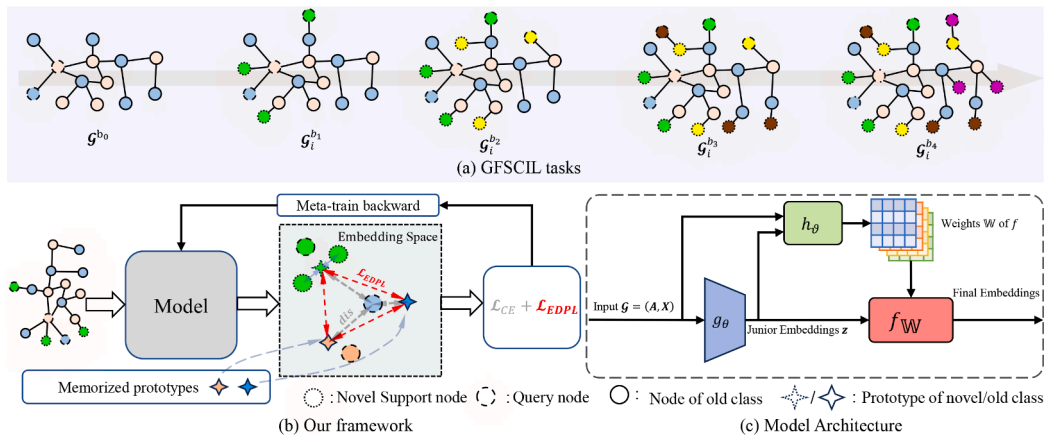 𝒢^{b_0}
𝒢_i^{b_1}
𝒢_i^{b_2}
𝒢_i^{b_3}
𝒢_i^{b_4}
(a) GFSCIL tasks
Meta-train backward
Embedding Space
Model
ℒ_EDPL
dis
ℒ_CE + ℒ_EDPL
Memorized prototypes
h_ϑ
Weights 𝕎 of f
Input 𝒢 = (A, X)
g_θ
Junior Embeddings z
f_𝕎
Final Embeddings
: Novel Support node
: Query node
: Node of old class
/
: Prototype of novel/old class
(b) Our framework
(c) Model Architecture